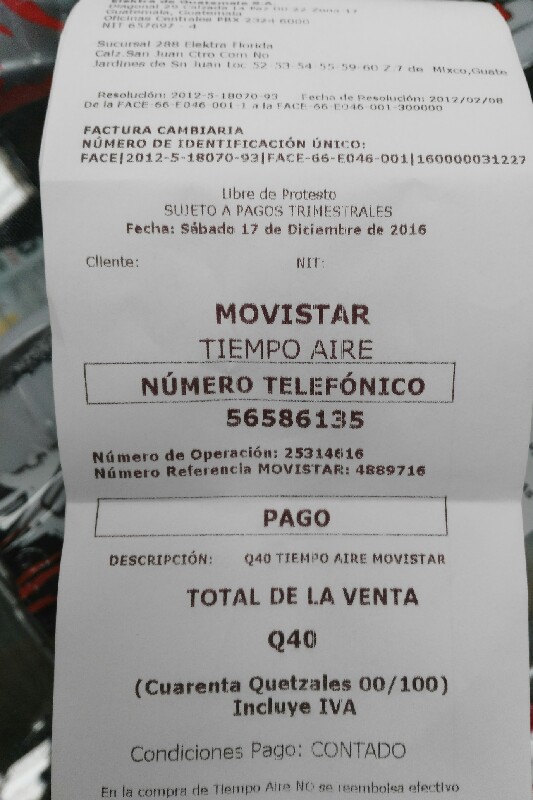 Elektra de Guatemala S.A.
Diagonal 29 Calzada La Paz 00-22 Zona 17
Guatemala, Guatemala
Oficinas Centrales PBX 2324 6000
NIT 657697 - 4
Sucursal 288 Elektra Florida
Calz.San Juan Ctro Com No
Jardines de Sn Juan Loc 52-53-54-55-59-60 Z 7 de Mixco,Guate
Resolución: 2012-5-18070-93 Fecha de Resolución: 2012/02/08
De la FACE-66-E046-001-1 a la FACE-66-E046-001-300000
FACTURA CAMBIARIA
NÚMERO DE IDENTIFICACIÓN ÚNICO:
FACE|2012-5-18070-93|FACE-66-E046-001|160000031227
Libre de Protesto
SUJETO A PAGOS TRIMESTRALES
Fecha: Sábado 17 de Diciembre de 2016
Cliente: NIT:
MOVISTAR
TIEMPO AIRE
NÚMERO TELEFÓNICO
56586135
Número de Operación: 25314616
Número Referencia MOVISTAR: 4889716
PAGO
DESCRIPCIÓN: Q40 TIEMPO AIRE MOVISTAR
TOTAL DE LA VENTA
Q40
(Cuarenta Quetzales 00/100)
Incluye IVA
Condiciones Pago: CONTADO
En la compra de Tiempo Aire NO se reembolsa efectivo